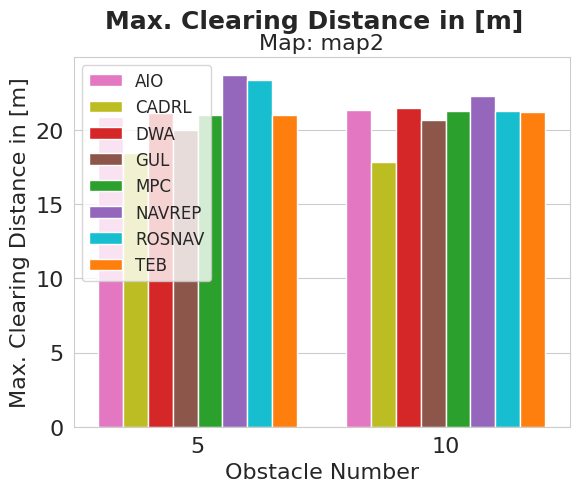 Max. Clearing Distance in [m]
Map: map2
Max. Clearing Distance in [m]
20
15
10
5
0
AIO
CADRL
DWA
GUL
MPC
NAVREP
ROSNAV
TEB
5
10
Obstacle Number